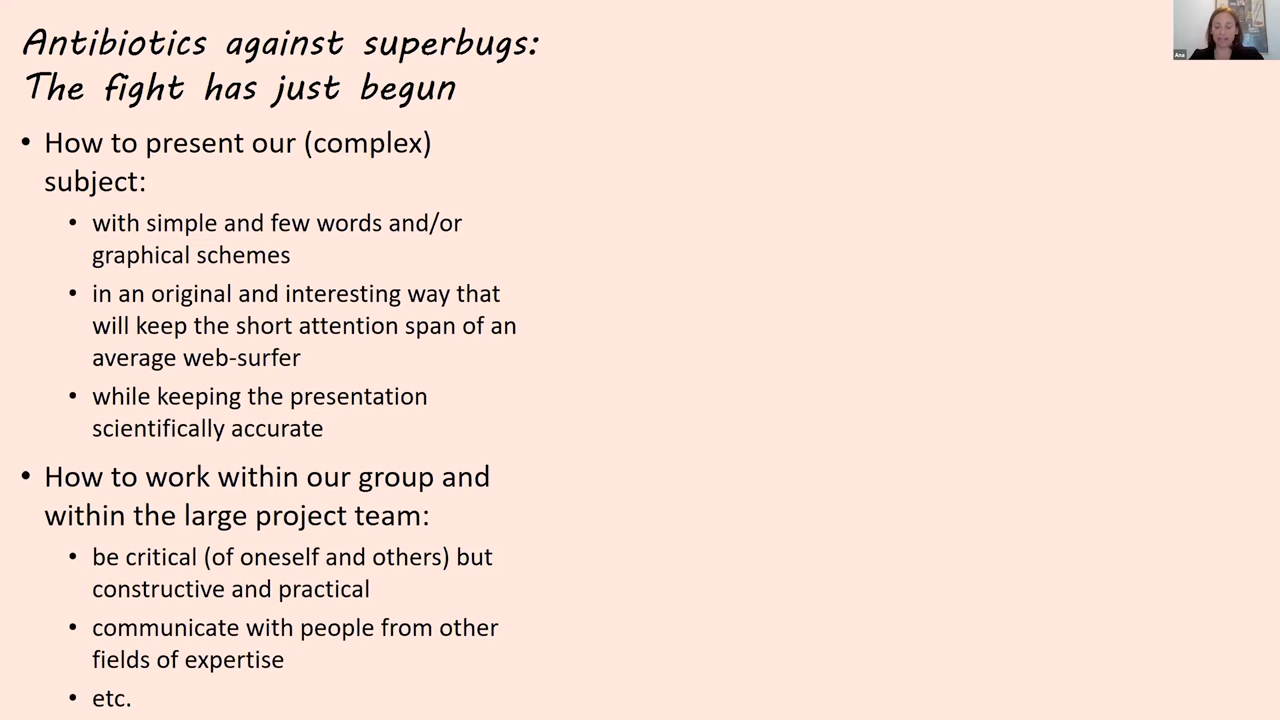 Antibiotics against superbugs:
The fight has just begun
• How to present our (complex)
subject:
• with simple and few words and/or
graphical schemes
• in an original and interesting way that
will keep the short attention span of an
average web-surfer
• while keeping the presentation
scientifically accurate
• How to work within our group and
within the large project team:
• be critical (of oneself and others) but
constructive and practical
• communicate with people from other
fields of expertise
• etc.
Ana